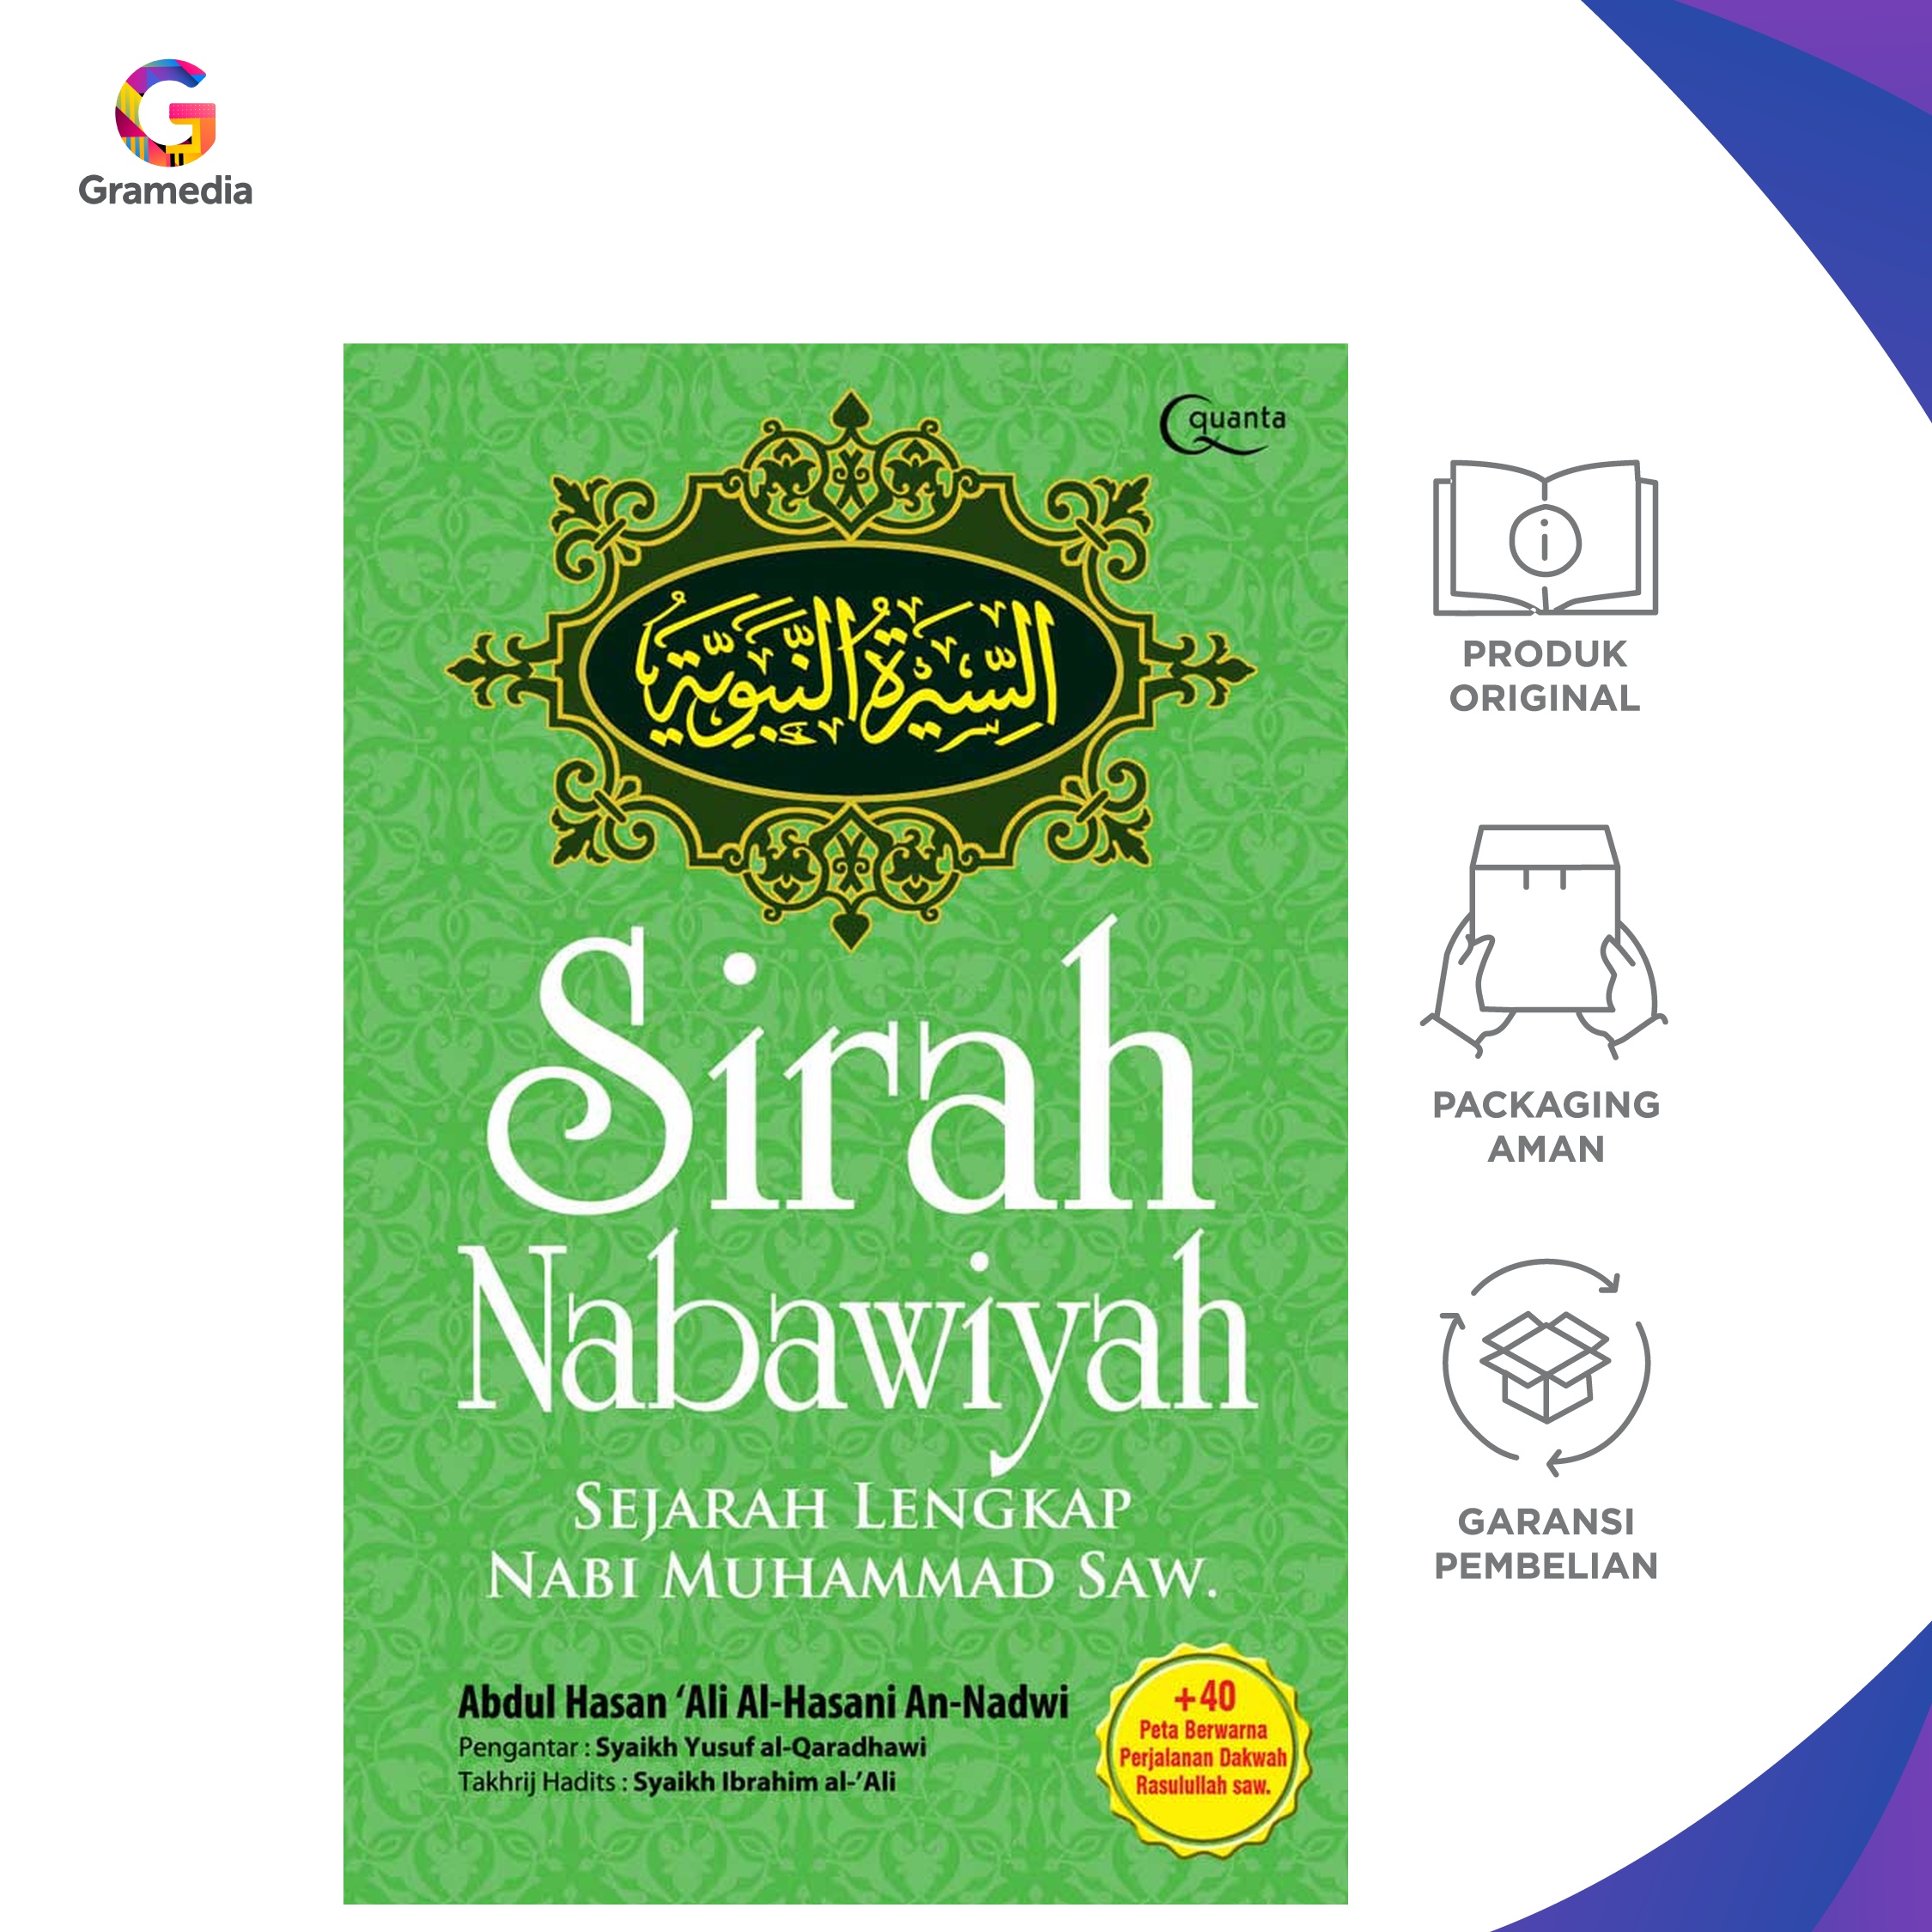 Gramedia
quanta
السِّيْرَةُ النَّبَوِيَّةُ
Sirah
Nabawiyah
SEJARAH LENGKAP
NABI MUHAMMAD SAW.
Abdul Hasan ‘Ali Al-Hasani An-Nadwi
Pengantar : Syaikh Yusuf al-Qaradhawi
Takhrij Hadits : Syaikh Ibrahim al-’Ali
+40
Peta Berwarna
Perjalanan Dakwah
Rasulullah saw.
PRODUK
ORIGINAL
PACKAGING
AMAN
GARANSI
PEMBELIAN